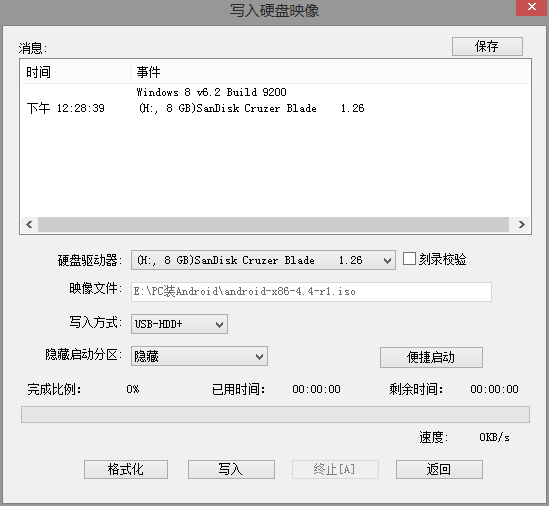 写入硬盘映像
消息:
保存
时间 事件
Windows 8 v6.2 Build 9200
下午 12:28:39 (H:, 8 GB)SanDisk Cruzer Blade 1.26
硬盘驱动器: (H:, 8 GB)SanDisk Cruzer Blade 1.26 刻录校验
映像文件: E:\PC装Android\android-x86-4.4-r1.iso
写入方式: USB-HDD+
隐藏启动分区: 隐藏 便捷启动
完成比例: 0% 已用时间: 00:00:00 剩余时间: 00:00:00
速度: 0KB/s
格式化 写入 终止[A] 返回